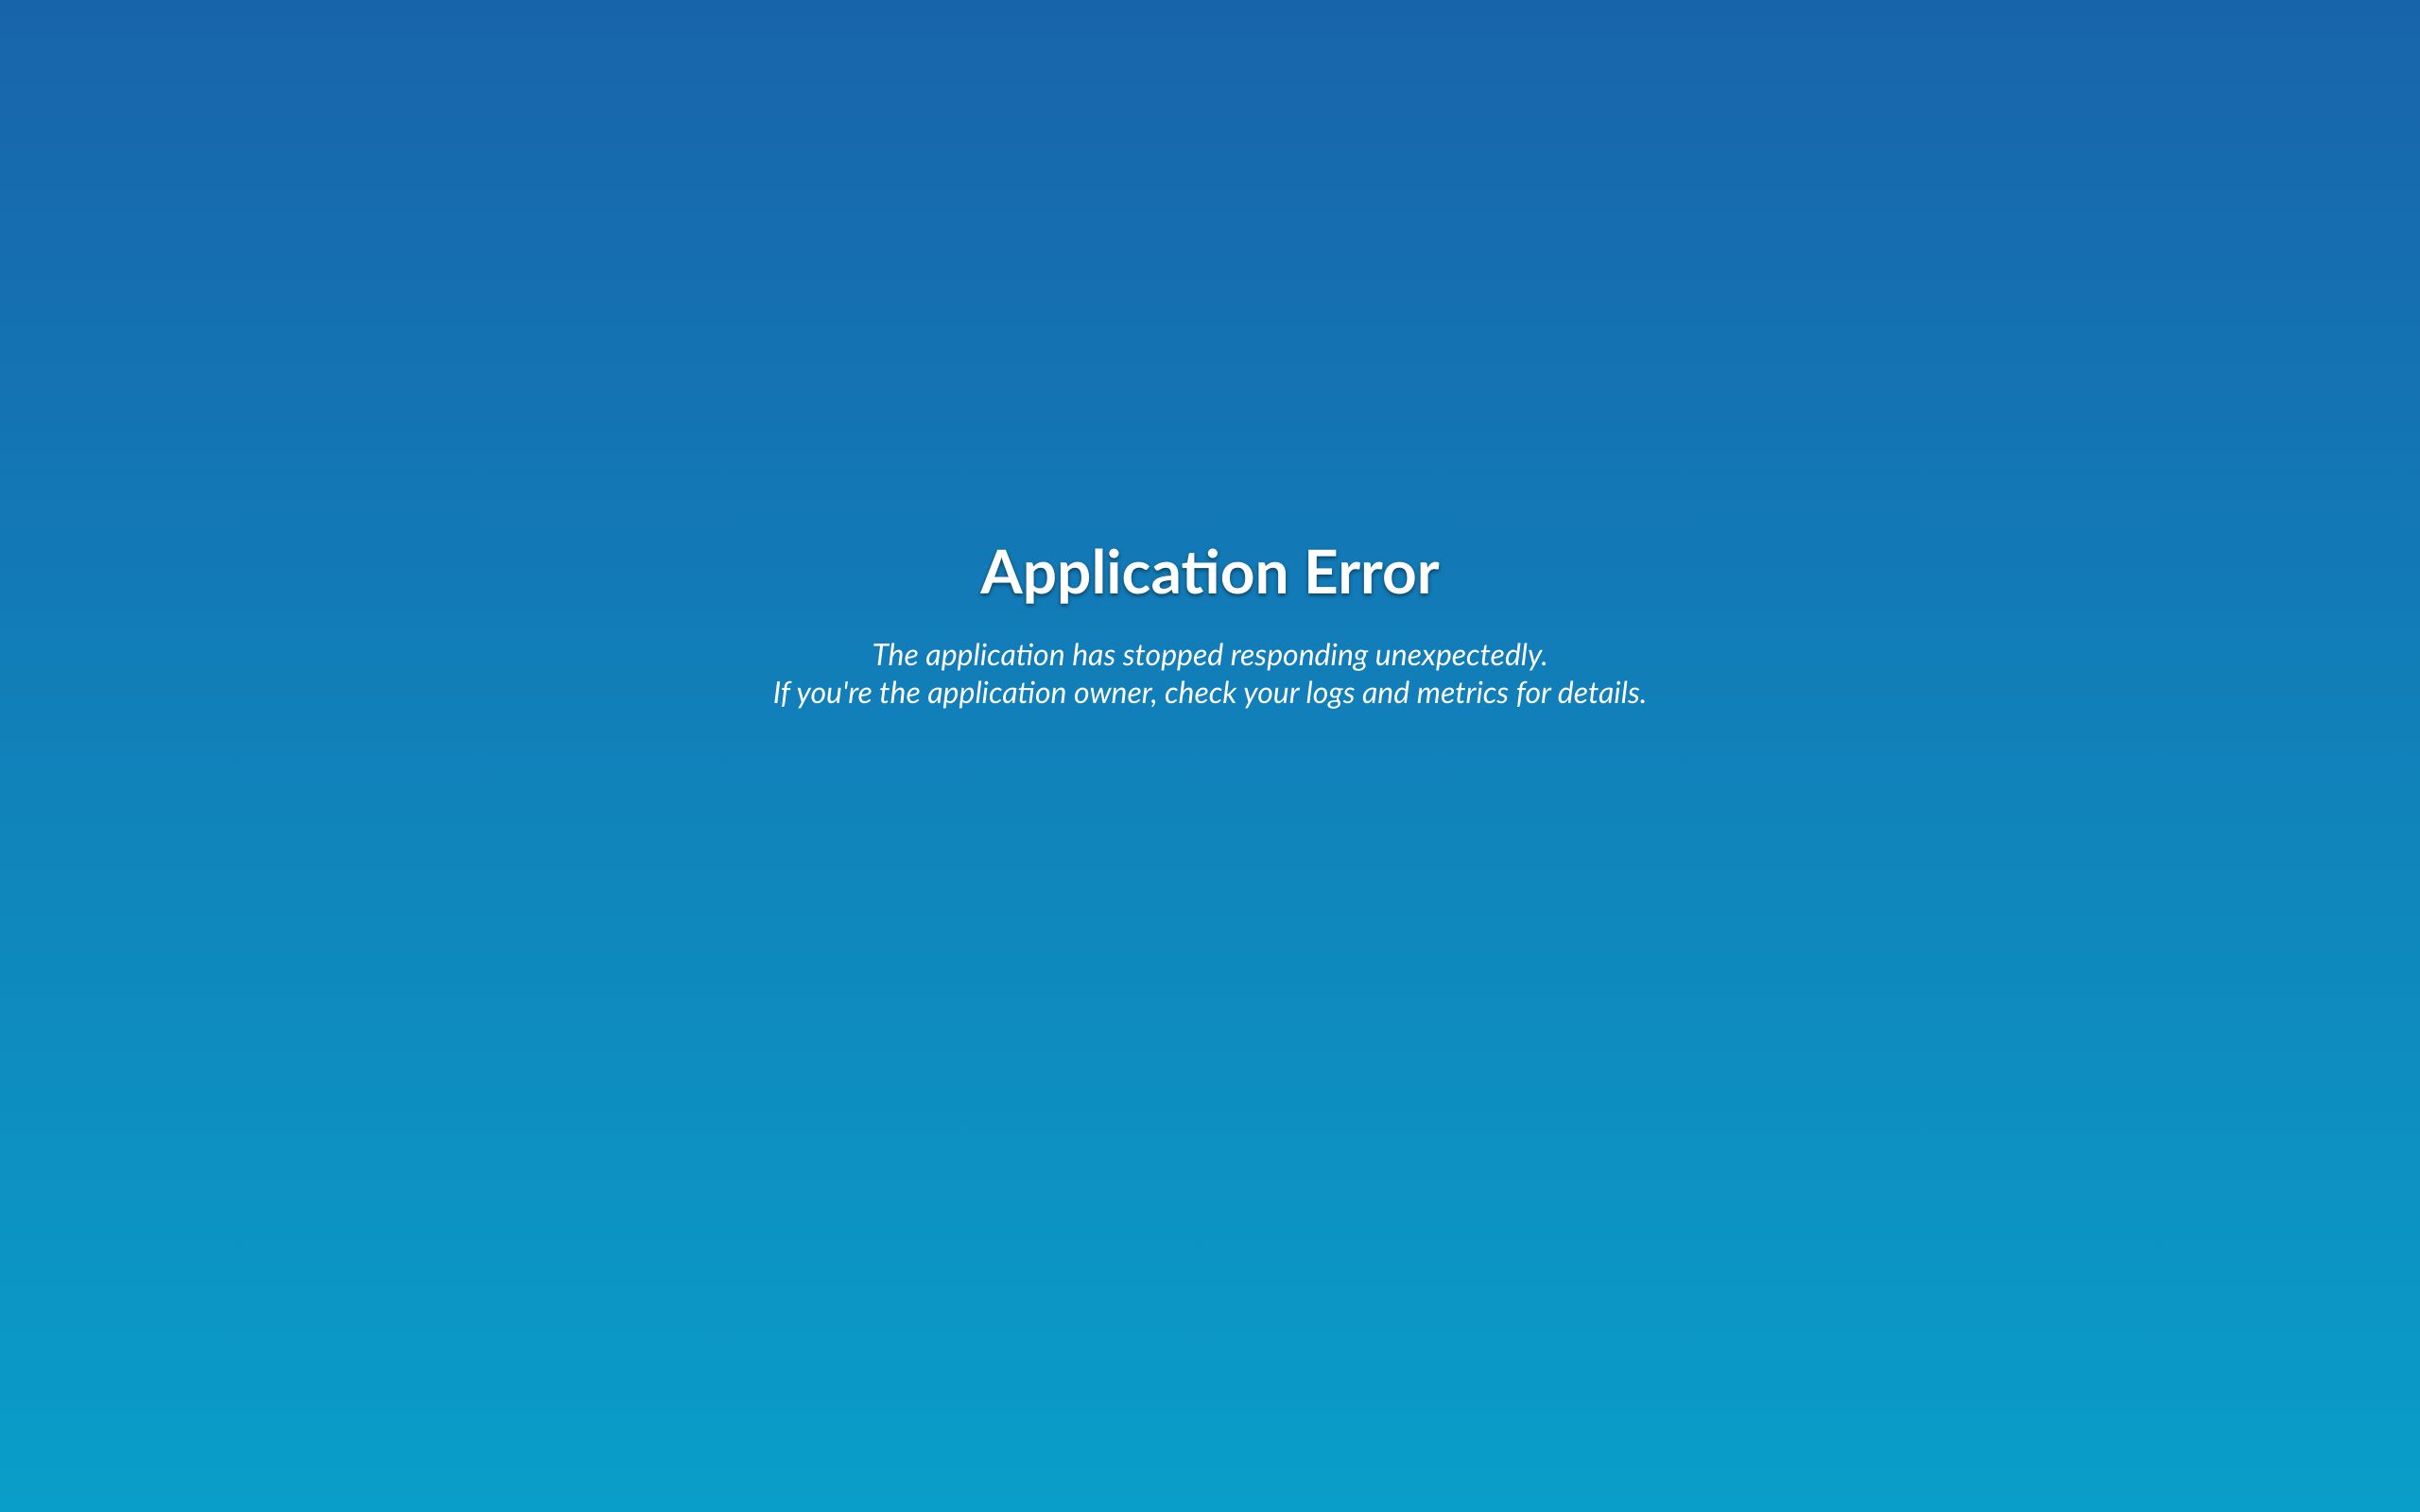 Application Error
The application has stopped responding unexpectedly.
If you're the application owner, check your logs and metrics for details.